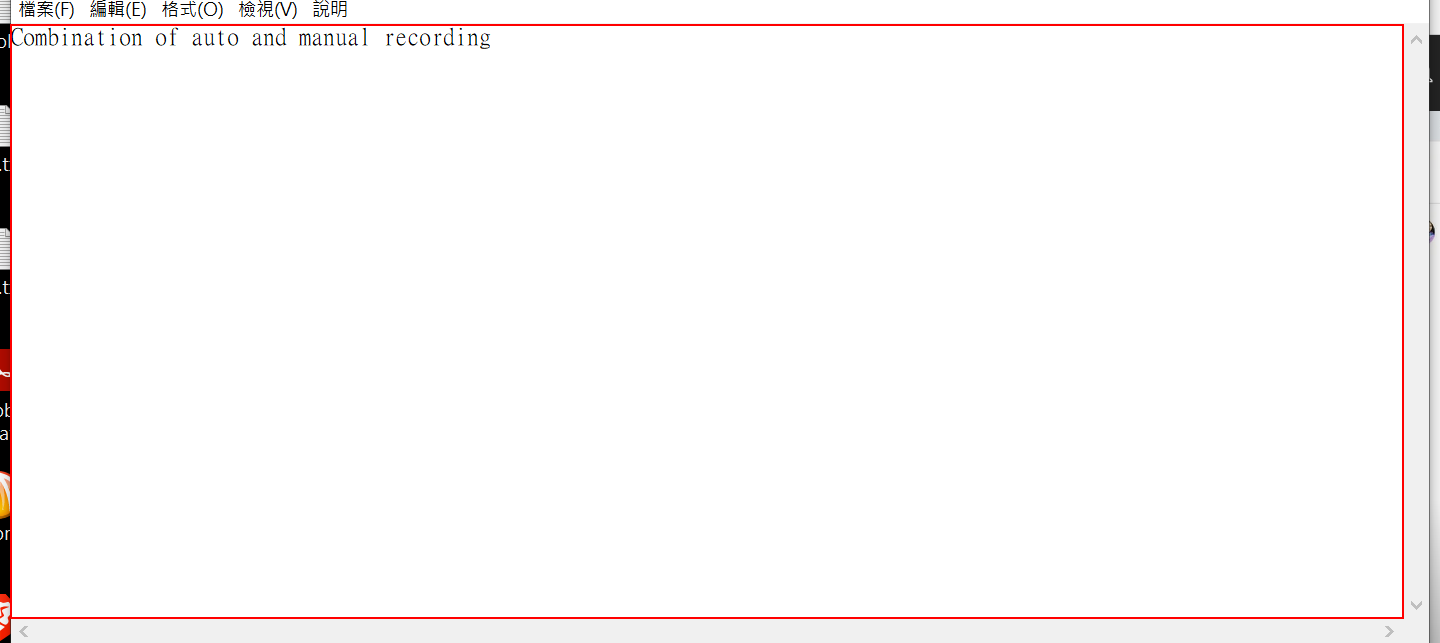 檔案(F) 編輯(E) 格式(O) 檢視(V) 說明
Combination of auto and manual recording
.t
.t